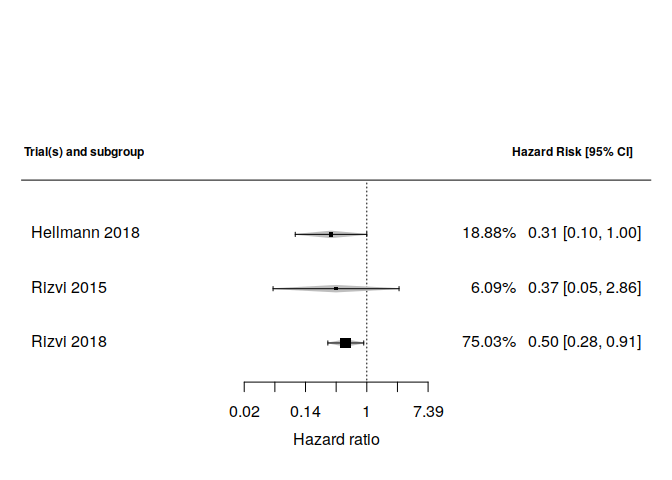 Trial(s) and subgroup Hazard Risk [95% CI]
Hellmann 2018 18.88% 0.31 [0.10, 1.00]
Rizvi 2015 6.09% 0.37 [0.05, 2.86]
Rizvi 2018 75.03% 0.50 [0.28, 0.91]
0.02 0.14 1 7.39
Hazard ratio